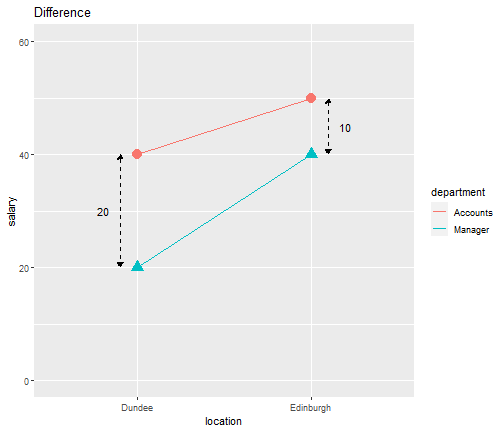 Difference
60
40
20
0
salary
20
10
Dundee
Edinburgh
location
department
Accounts
Manager